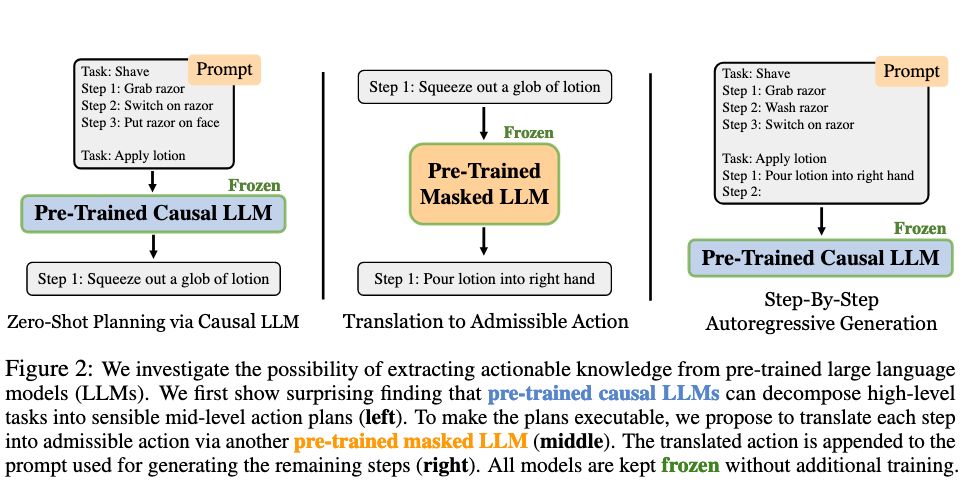 Prompt
Task: Shave
Step 1: Grab razor
Step 2: Switch on razor
Step 3: Put razor on face
Task: Apply lotion
Frozen
Pre-Trained Causal LLM
Step 1: Squeeze out a glob of lotion
Zero-Shot Planning via Causal LLM
Step 1: Squeeze out a glob of lotion
Frozen
Pre-Trained
Masked LLM
Step 1: Pour lotion into right hand
Translation to Admissible Action
Prompt
Task: Shave
Step 1: Grab razor
Step 2: Wash razor
Step 3: Switch on razor
Task: Apply lotion
Step 1: Pour lotion into right hand
Step 2:
Frozen
Pre-Trained Causal LLM
Step-By-Step
Autoregressive Generation
Figure 2: We investigate the possibility of extracting actionable knowledge from pre-trained large language
models (LLMs). We first show surprising finding that pre-trained causal LLMs can decompose high-level
tasks into sensible mid-level action plans (left). To make the plans executable, we propose to translate each step
into admissible action via another pre-trained masked LLM (middle). The translated action is appended to the
prompt used for generating the remaining steps (right). All models are kept frozen without additional training.